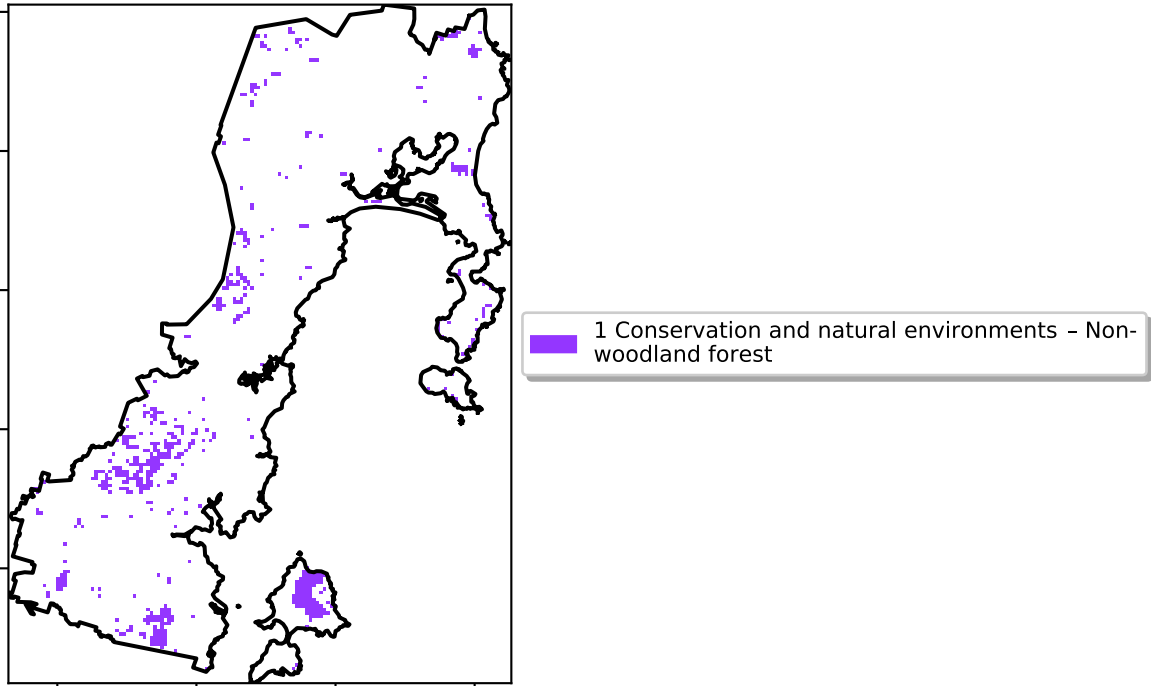 1 Conservation and natural environments – Non-
woodland forest